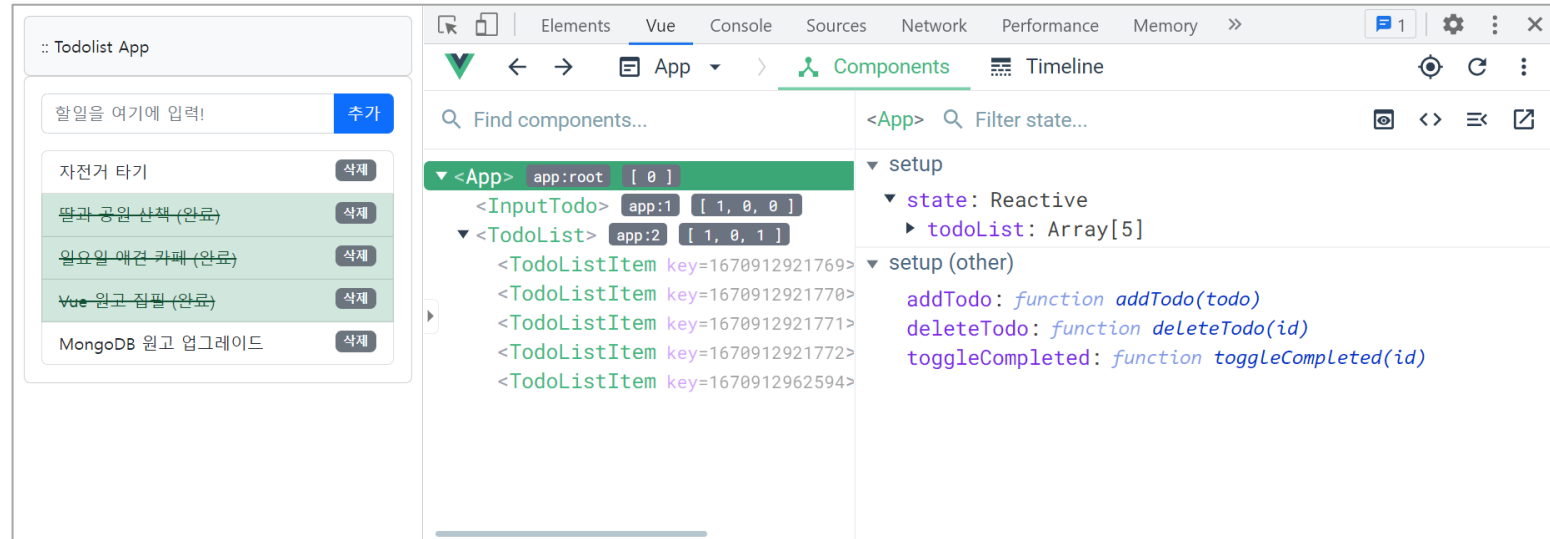 :: Todolist App
할일을 여기에 입력!
추가
자전거 타기
삭제
딸과 공원 산책 (완료)
삭제
일요일 애견 카페 (완료)
삭제
Vue 원고 집필 (완료)
삭제
MongoDB 원고 업그레이드
삭제
Elements Vue Console Sources Network Performance Memory » 1
App Components Timeline
Find components...
<App> app:root [ 0 ]
<InputTodo> app:1 [ 1, 0, 0 ]
<TodoList> app:2 [ 1, 0, 1 ]
<TodoListItem key=1670912921769>
<TodoListItem key=1670912921770>
<TodoListItem key=1670912921771>
<TodoListItem key=1670912921772>
<TodoListItem key=1670912962594>
<App> Filter state...
setup
state: Reactive
todoList: Array[5]
setup (other)
addTodo: function addTodo(todo)
deleteTodo: function deleteTodo(id)
toggleCompleted: function toggleCompleted(id)